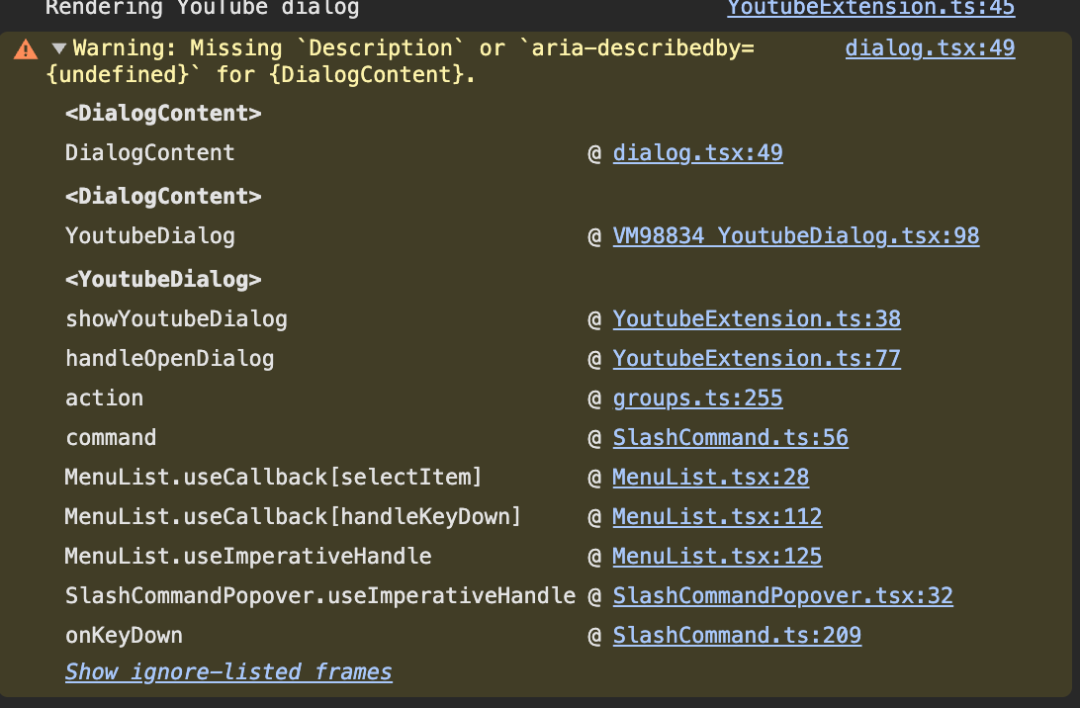 Rendering YouTube dialog YoutubeExtension.ts:45
Warning: Missing `Description` or `aria-describedby= dialog.tsx:49
{undefined}` for {DialogContent}.
<DialogContent>
DialogContent @ dialog.tsx:49
<DialogContent>
YoutubeDialog @ VM98834 YoutubeDialog.tsx:98
<YoutubeDialog>
showYoutubeDialog @ YoutubeExtension.ts:38
handleOpenDialog @ YoutubeExtension.ts:77
action @ groups.ts:255
command @ SlashCommand.ts:56
MenuList.useCallback[selectItem] @ MenuList.tsx:28
MenuList.useCallback[handleKeyDown] @ MenuList.tsx:112
MenuList.useImperativeHandle @ MenuList.tsx:125
SlashCommandPopover.useImperativeHandle @ SlashCommandPopover.tsx:32
onKeyDown @ SlashCommand.ts:209
Show ignore-listed frames